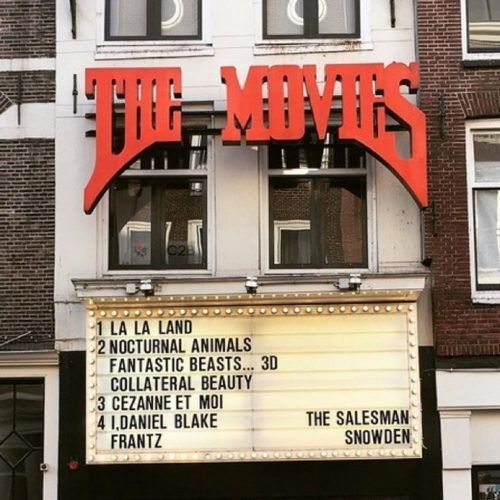 THE MOVIES
C2B
1 LA LA LAND
2 NOCTURNAL ANIMALS
FANTASTIC BEASTS... 3D
COLLATERAL BEAUTY
3 CEZANNE ET MOI
4 I,DANIEL BLAKE
FRANTZ
THE SALESMAN
SNOWDEN